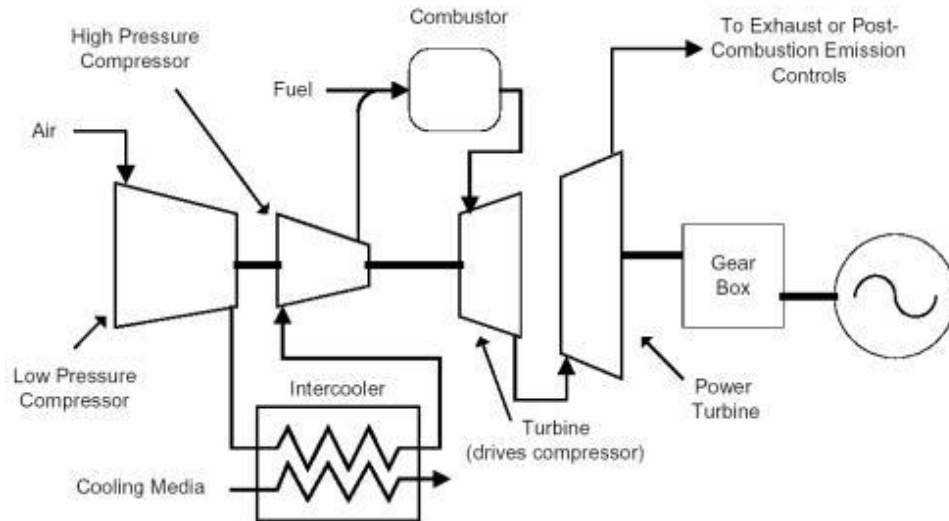 Combustor
High Pressure
Compressor
To Exhaust or Post-
Combustion Emission
Controls
Fuel
Air
Gear
Box
Low Pressure
Compressor
Intercooler
Power
Turbine
Turbine
(drives compressor)
Cooling Media